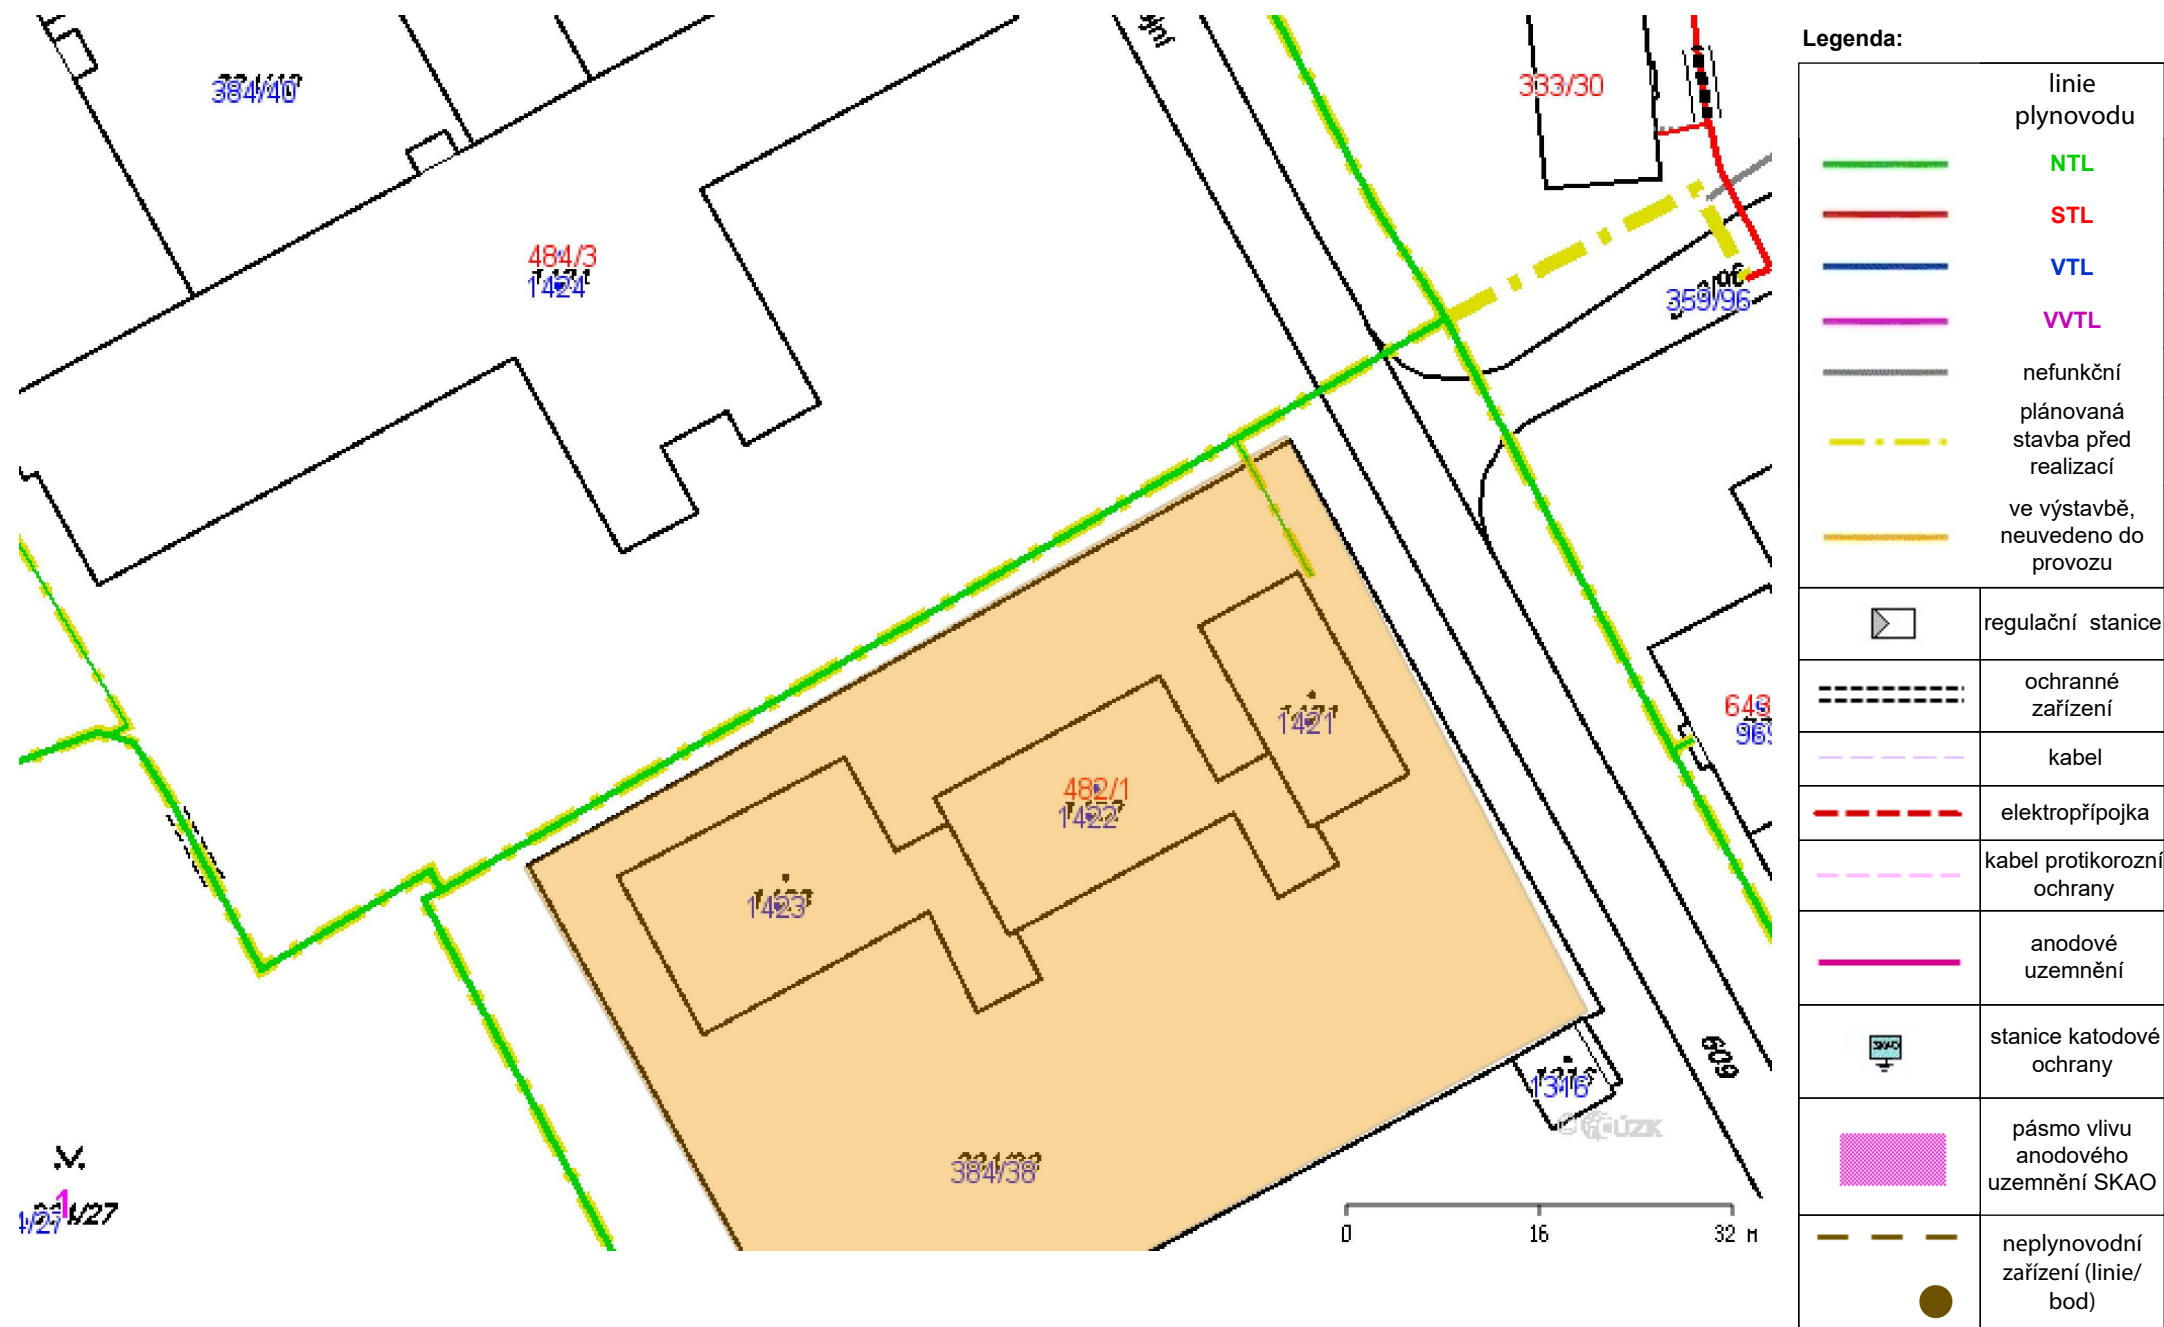 384/40
484/3
1424
333/30
359/96
1421
482/1
1422
1423
643
1316
609
384/38
1
ČÚZK
0 16 32 M
Legenda:
linie
plynovodu
NTL
STL
VTL
VVTL
nefunkční
plánovaná
stavba před
realizací
ve výstavbě,
neuvedeno do
provozu
regulační stanice
ochranné
zařízení
kabel
elektropřípojka
kabel protikorozní
ochrany
anodové
uzemnění
SKAO
stanice katodové
ochrany
pásmo vlivu
anodového
uzemnění SKAO
neplynovodní
zařízení (linie/
bod)